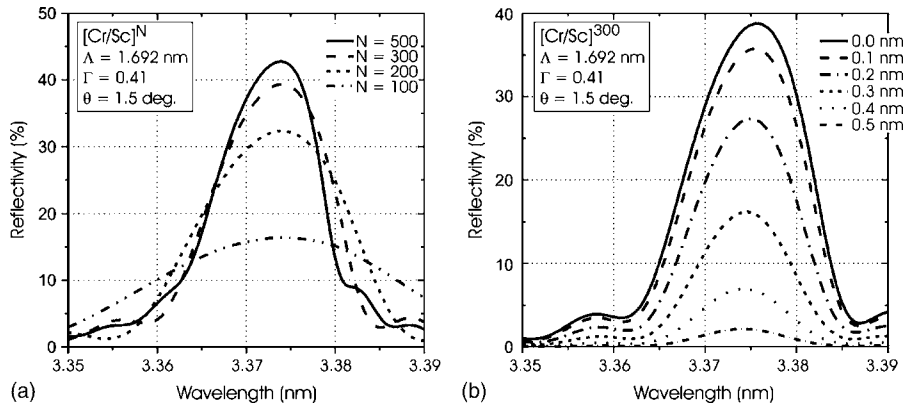 [Cr/Sc]^N
Λ = 1.692 nm
Γ = 0.41
θ = 1.5 deg.
N = 500
N = 300
N = 200
N = 100
50
40
30
20
10
0
Reflectivity (%)
3.35
3.36
3.37
3.38
3.39
Wavelength (nm)
(a)
[Cr/Sc]^300
Λ = 1.692 nm
Γ = 0.41
θ = 1.5 deg.
0.0 nm
0.1 nm
0.2 nm
0.3 nm
0.4 nm
0.5 nm
40
30
20
10
0
Reflectivity (%)
3.35
3.36
3.37
3.38
3.39
Wavelength (nm)
(b)